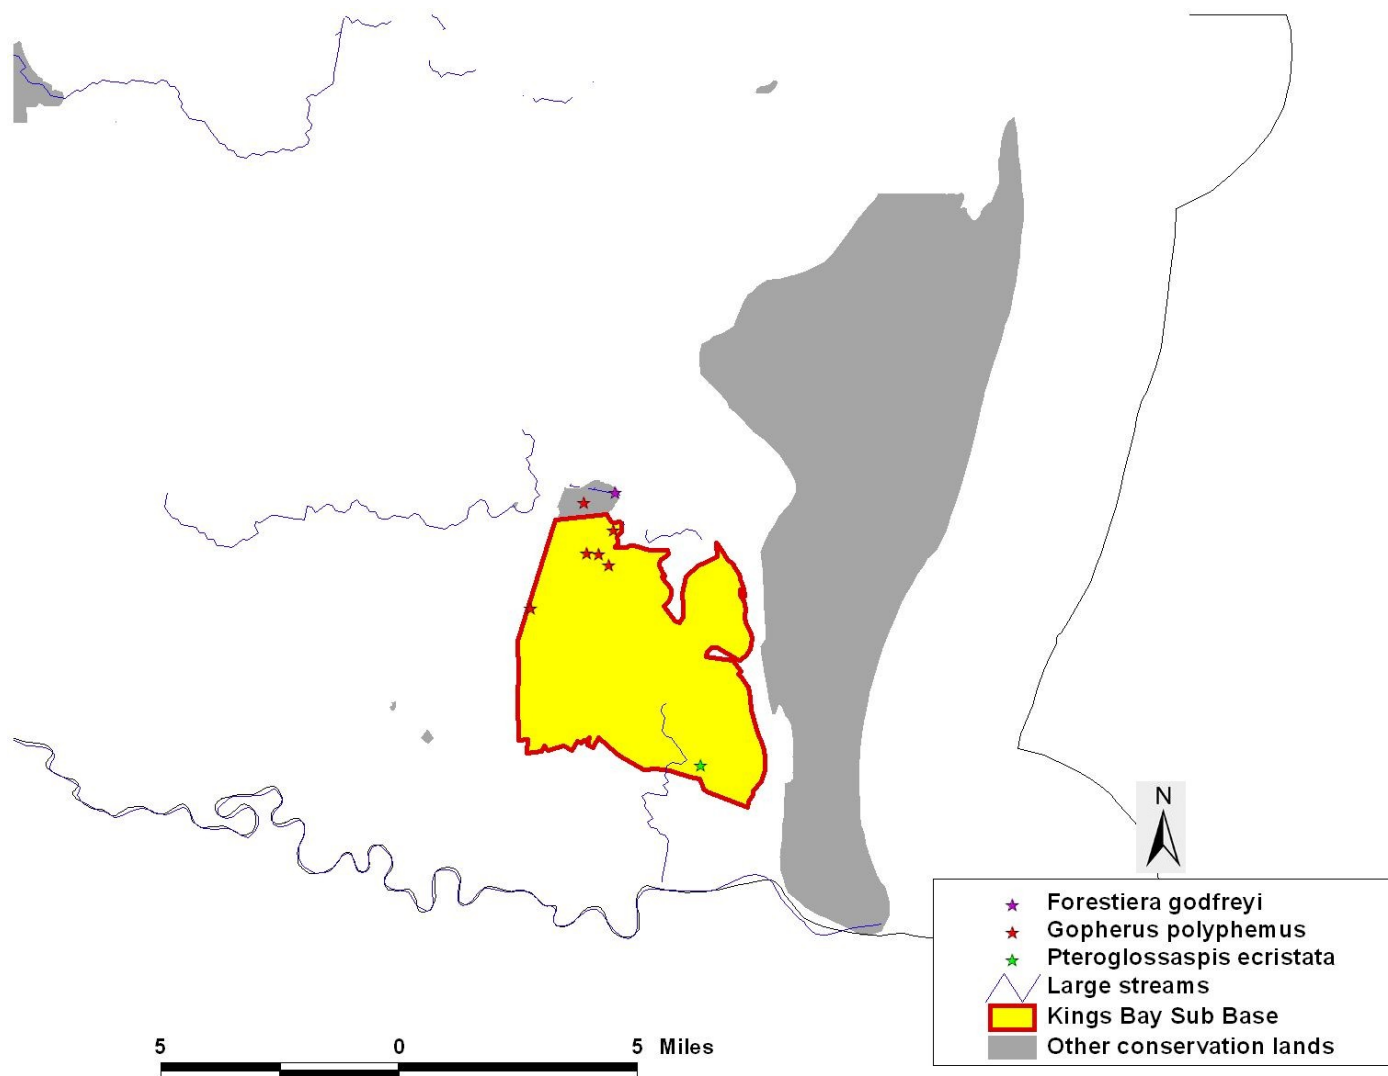 N
Forestiera godfreyi
Gopherus polyphemus
Pteroglossaspis ecristata
Large streams
Kings Bay Sub Base
Other conservation lands
5 0 5 Miles